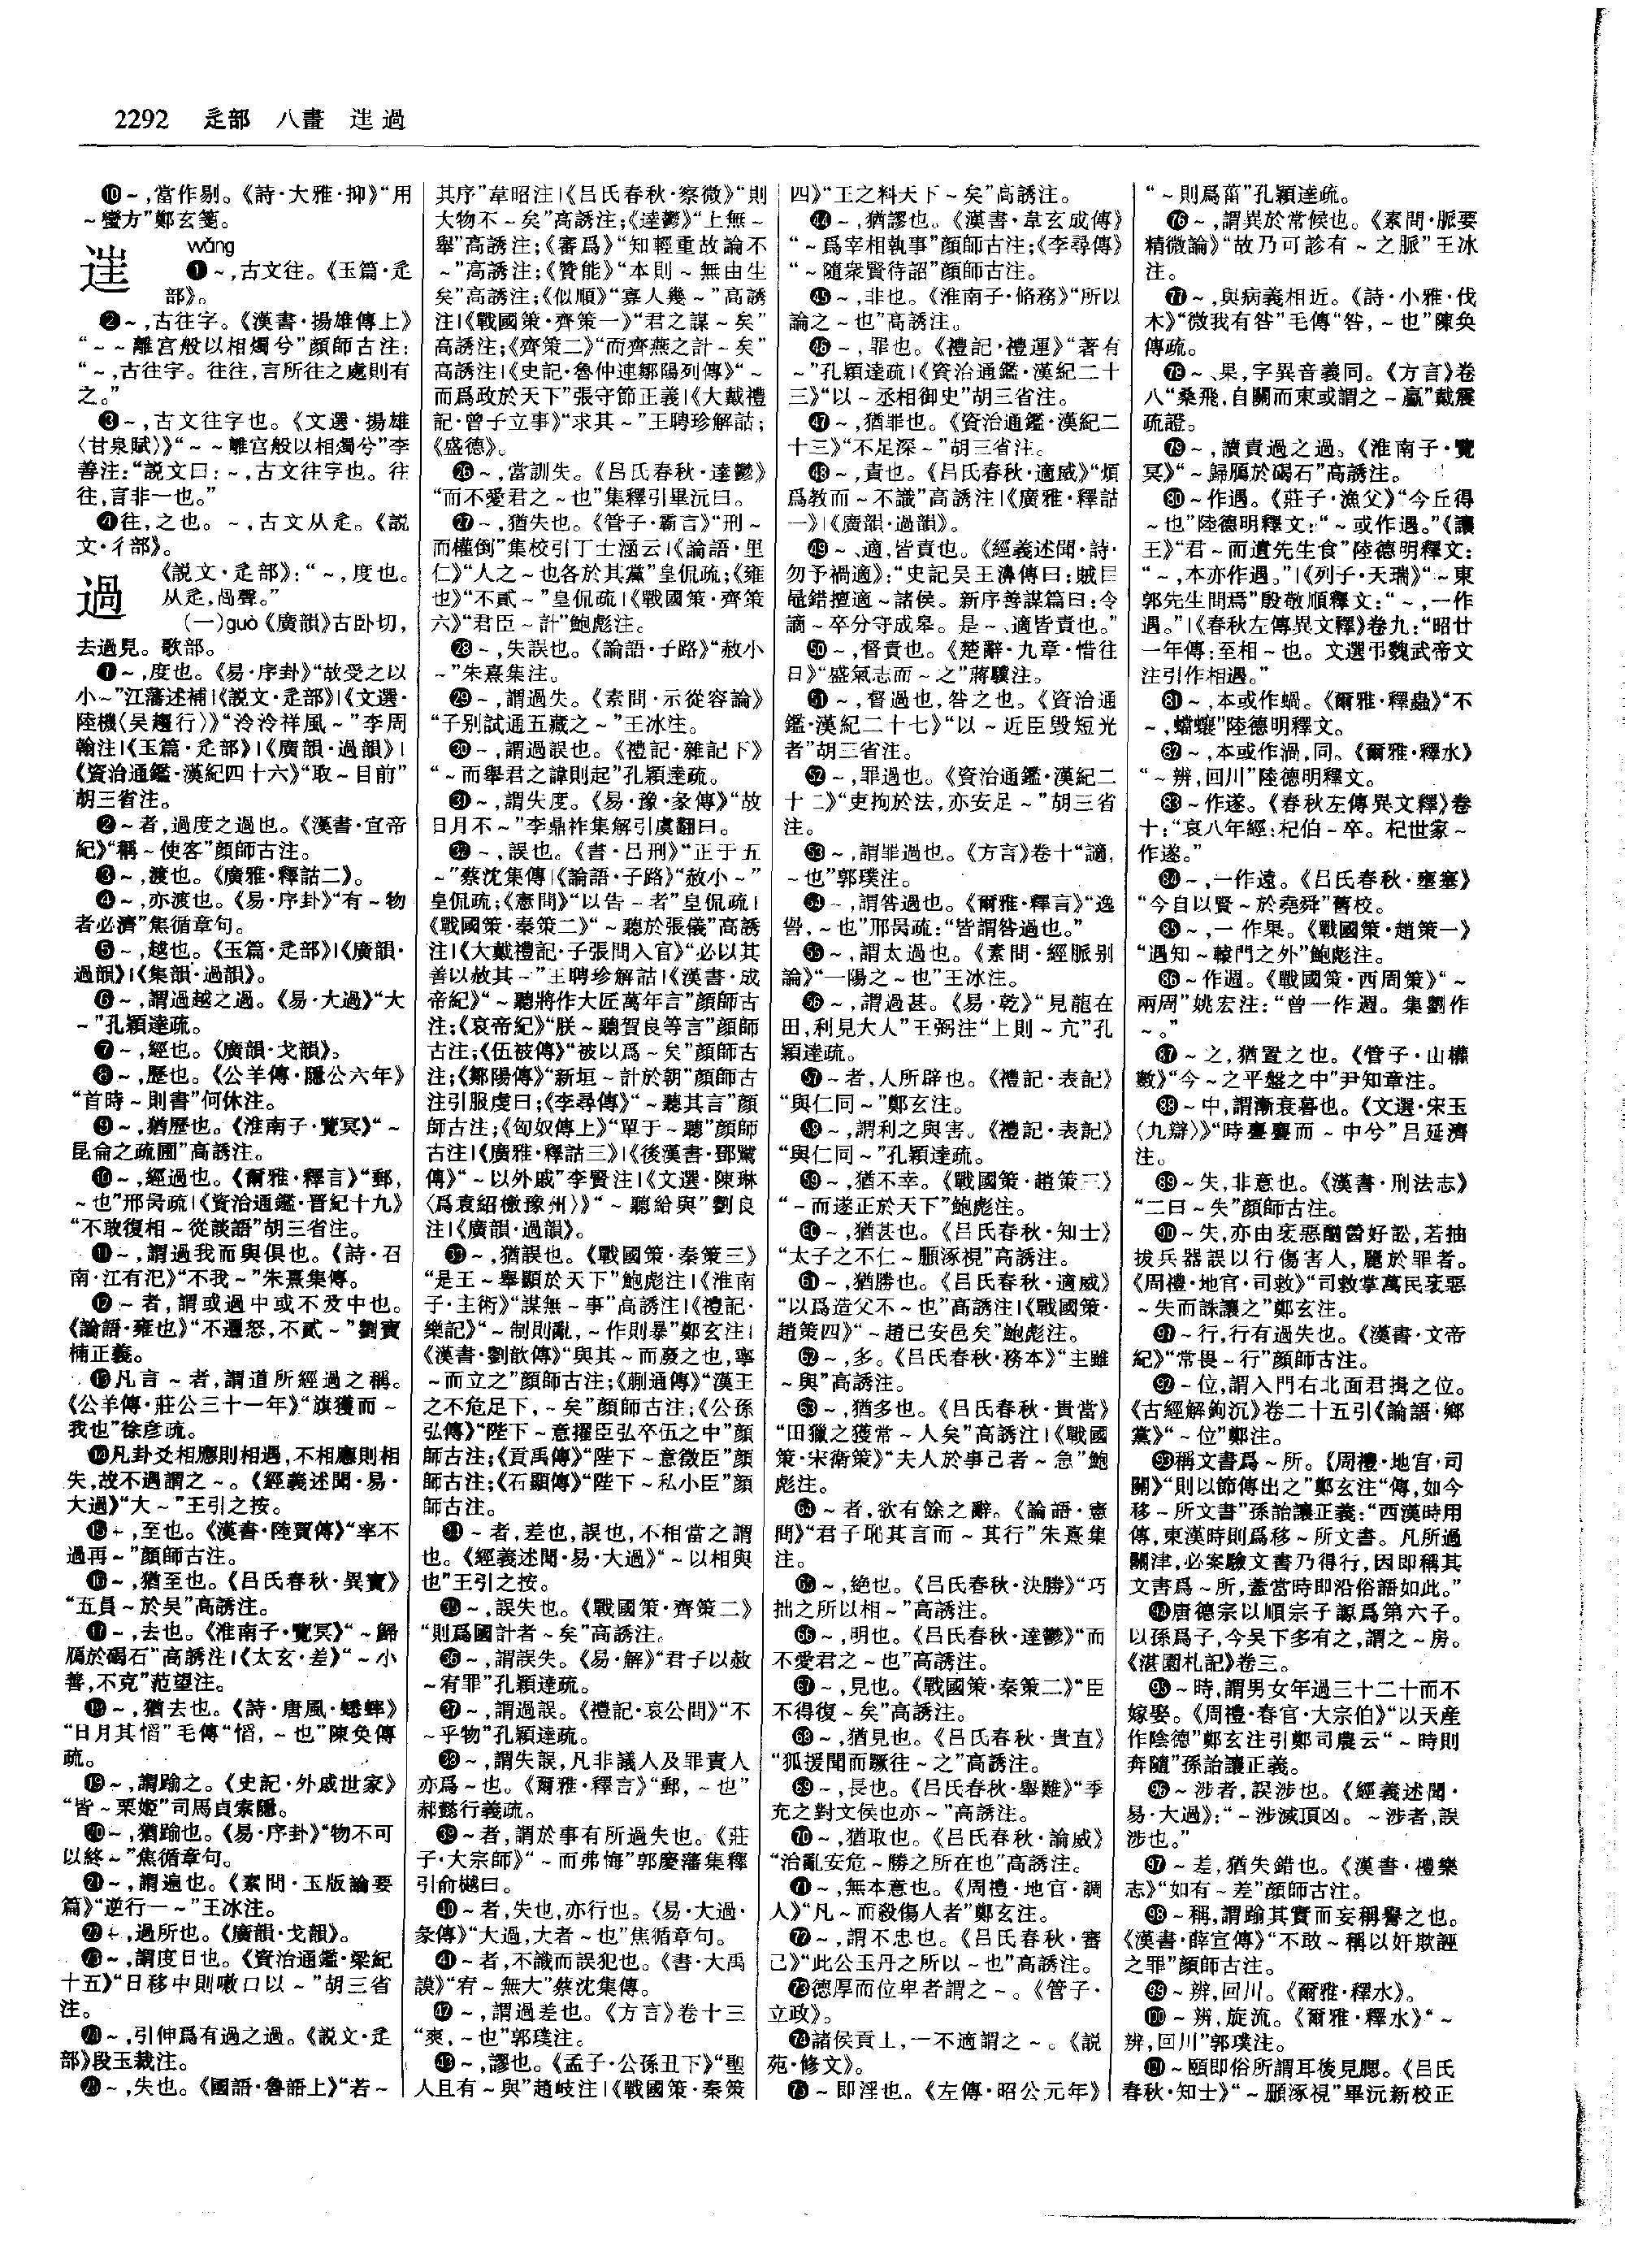 2292 辵部 八畫 𨓹過
❿～,當作剔。《詩·大雅·抑》“用
～蠻方”鄭玄箋。
wǎng
❶～,古文往。《玉篇·辵
部》。
❷～,古往字。《漢書·揚雄傳上》
“～～離宫般以相燭兮”顔師古注：
“～,古往字。往往,言所往之處則有
之。”
❸～,古文往字也。《文選·揚雄
〈甘泉賦〉》“～～離宫般以相燭兮”李
善注：“説文曰：～,古文往字也。往
往,言非一也。”
❹往,之也。～,古文从辵。《説
文·彳部》。
過
《説文·辵部》：“～,度也。
从辵,咼聲。”
(一)guò《廣韻》古卧切,
去過見。歌部。
❶～,度也。《易·序卦》“故受之以
小～”江藩述補|《説文·辵部》|《文選·
陸機〈吴趨行〉》“泠泠祥風～”李周
翰注|《玉篇·辵部》|《廣韻·過韻》|
《資治通鑑·漢紀四十六》“取～目前”
胡三省注。
❷～者,過度之過也。《漢書·宣帝
紀》“稱～使客”顔師古注。
❸～,渡也。《廣雅·釋詁二》。
❹～,亦渡也。《易·序卦》“有～物
者必濟”焦循章句。
❺～,越也。《玉篇·辵部》|《廣韻·
過韻》|《集韻·過韻》。
❻～,謂過越之過。《易·大過》“大
～”孔穎達疏。
❼～,經也。《廣韻·戈韻》。
❽～,歷也。《公羊傳·隱公六年》
“首時～則書”何休注。
❾～,猶歷也。《淮南子·覽冥》“～
昆侖之疏圃”高誘注。
❿～,經過也。《爾雅·釋言》“郵,
～也”邢昺疏|《資治通鑑·晋紀十九》
“不敢復相～從談語”胡三省注。
⓫～,謂過我而與俱也。《詩·召
南·江有汜》“不我～”朱熹集傳。
⓬～者,謂或過中或不及中也。
《論語·雍也》“不遷怒,不貳～”劉寶
楠正義。
⓭凡言～者,謂道所經過之稱。
《公羊傳·莊公三十一年》“旗獲而～
我也”徐彦疏。
⓮凡卦爻相應則相遇,不相應則相
失,故不遇謂之～。《經義述聞·易·
大過》“大～”王引之按。
⓯～,至也。《漢書·陸賈傳》“率不
過再～”顔師古注。
⓰～,猶至也。《吕氏春秋·異寶》
“五員～於吴”高誘注。
⓱～,去也。《淮南子·覽冥》“～歸
鴈於碣石”高誘注|《太玄·差》“～小
善,不克”范望注。
⓲～,猶去也。《詩·唐風·蟋蟀》
“日月其慆”毛傳“慆,～也”陳奂傳
疏。
⓳～,謂踰之。《史記·外戚世家》
“皆～栗姬”司馬貞索隱。
⓴～,猶踰也。《易·序卦》“物不可
以終～”焦循章句。
㉑～,謂遍也。《素問·玉版論要
篇》“逆行一～”王冰注。
㉒～,過所也。《廣韻·戈韻》。
㉓～,謂度日也。《資治通鑑·梁紀
十五》“日移中則嗽口以～”胡三省
注。
㉔～,引伸爲有過之過。《説文·辵
部》段玉裁注。
㉕～,失也。《國語·魯語上》“若～
其序”韋昭注|《吕氏春秋·察微》“則
大物不～矣”高誘注；《達鬱》“上無～
舉”高誘注；《審爲》“知輕重故論不
～”高誘注；《贊能》“本則～無由生
矣”高誘注；《似順》“寡人幾～”高誘
注|《戰國策·齊策一》“君之謀～矣”
高誘注；《齊策二》“而齊燕之計～矣”
高誘注|《史記·魯仲連鄒陽列傳》“～
而爲政於天下”張守節正義|《大戴禮
記·曾子立事》“求其～”王聘珍解詁；
《盛德》。
㉖～,當訓失。《吕氏春秋·達鬱》
“而不愛君之～也”集釋引畢沅曰。
㉗～,猶失也。《管子·霸言》“刑～
而權倒”集校引丁士涵云|《論語·里
仁》“人之～也各於其黨”皇侃疏；《雍
也》“不貳～”皇侃疏|《戰國策·齊策
六》“君臣～計”鮑彪注。
㉘～,失誤也。《論語·子路》“赦小
～”朱熹集注。
㉙～,謂過失。《素問·示從容論》
“子别試通五藏之～”王冰注。
㉚～,謂過誤也。《禮記·雜記下》
“～而舉君之諱則起”孔穎達疏。
㉛～,謂失度。《易·豫·彖傳》“故
日月不～”李鼎祚集解引虞翻曰。
㉜～,誤也。《書·吕刑》“正于五
～”蔡沈集傳|《論語·子路》“赦小～”
皇侃疏；《憲問》“以告～者”皇侃疏|
《戰國策·秦策二》“～聽於張儀”高誘
注|《大戴禮記·子張問入官》“必以其
善以赦其～”王聘珍解詁|《漢書·成
帝紀》“～聽將作大匠萬年言”顔師古
注；《哀帝紀》“朕～聽賀良等言”顔師
古注；《伍被傳》“被以爲～矣”顔師古
注；《鄒陽傳》“新垣～計於朝”顔師古
注引服虔曰；《李尋傳》“～聽其言”顔
師古注；《匈奴傳上》“單于～聽”顔師
古注|《廣雅·釋詁三》|《後漢書·鄧騭
傳》“～以外戚”李賢注|《文選·陳琳
〈爲袁紹檄豫州〉》“～聽給與”劉良
注|《廣韻·過韻》。
㉝～,猶誤也。《戰國策·秦策三》
“是王～舉顯於天下”鮑彪注|《淮南
子·主術》“謀無～事”高誘注|《禮記·
樂記》“～制則亂,～作則暴”鄭玄注|
《漢書·劉歆傳》“與其～而廢之也,寧
～而立之”顔師古注；《蒯通傳》“漢王
之不危足下,～矣”顔師古注；《公孫
弘傳》“陛下～意擢臣弘卒伍之中”顔
師古注；《貢禹傳》“陛下～意徵臣”顔
師古注；《石顯傳》“陛下～私小臣”顔
師古注。
㉞～者,差也,誤也,不相當之謂
也。《經義述聞·易·大過》“～以相與
也”王引之按。
㉟～,誤失也。《戰國策·齊策二》
“則爲國計者～矣”高誘注。
㊱～,謂誤失。《易·解》“君子以赦
～宥罪”孔穎達疏。
㊲～,謂過誤。《禮記·哀公問》“不
～乎物”孔穎達疏。
㊳～,謂失誤,凡非議人及罪責人
亦爲～也。《爾雅·釋言》“郵,～也”
郝懿行義疏。
㊴～者,謂於事有所過失也。《莊
子·大宗師》“～而弗悔”郭慶藩集釋
引俞樾曰。
㊵～者,失也,亦行也。《易·大過·
彖傳》“大過,大者～也”焦循章句。
㊶～者,不識而誤犯也。《書·大禹
謨》“宥～無大”蔡沈集傳。
㊷～,謂過差也。《方言》卷十三
“爽,～也”郭璞注。
㊸～,謬也。《孟子·公孫丑下》“聖
人且有～與”趙岐注|《戰國策·秦策
四》“王之料天下～矣”高誘注。
㊹～,猶謬也。《漢書·韋玄成傳》
“～爲宰相執事”顔師古注；《李尋傳》
“～隨衆賢待詔”顔師古注。
㊺～,非也。《淮南子·脩務》“所以
論之～也”高誘注。
㊻～,罪也。《禮記·禮運》“著有
～”孔穎達疏|《資治通鑑·漢紀二十
三》“以～丞相御史”胡三省注。
㊼～,猶罪也。《資治通鑑·漢紀二
十三》“不足深～”胡三省注。
㊽～,責也。《吕氏春秋·適威》“煩
爲教而～不識”高誘注|《廣雅·釋詁
一》|《廣韻·過韻》。
㊾～、適,皆責也。《經義述聞·詩·
勿予禍適》：“史記吴王濞傳曰：賊臣
鼂錯擅適～諸侯。新序善謀篇曰：令
謫～卒分守成皋。是～、適皆責也。”
㊿～,督責也。《楚辭·九章·惜往
日》“盛氣志而～之”蔣驥注。
51～,督過也,咎之也。《資治通
鑑·漢紀二十七》“以～近臣毁短光
者”胡三省注。
52～,罪過也。《資治通鑑·漢紀二
十二》“吏拘於法,亦安足～”胡三省
注。
53～,謂罪過也。《方言》卷十“讁,
～也”郭璞注。
54～,謂咎過也。《爾雅·釋言》“逸
諐,～也”邢昺疏：“皆謂咎過也。”
55～,謂太過也。《素問·經脈别
論》“一陽之～也”王冰注。
56～,謂過甚。《易·乾》“見龍在
田,利見大人”王弼注“上則～亢”孔
穎達疏。
57～者,人所辟也。《禮記·表記》
“與仁同～”鄭玄注。
58～,謂利之與害。《禮記·表記》
“與仁同～”孔穎達疏。
59～,猶不幸。《戰國策·趙策三》
“～而遂正於天下”鮑彪注。
60～,猶甚也。《吕氏春秋·知士》
“太子之不仁～𩔞涿視”高誘注。
61～,猶勝也。《吕氏春秋·適威》
“以爲造父不～也”高誘注|《戰國策·
趙策四》“～趙已安邑矣”鮑彪注。
62～,多。《吕氏春秋·務本》“主雖
～與”高誘注。
63～,猶多也。《吕氏春秋·貴當》
“田獵之獲常～人矣”高誘注|《戰國
策·宋衛策》“夫人於事己者～急”鮑
彪注。
64～者,欲有餘之辭。《論語·憲
問》“君子恥其言而～其行”朱熹集
注。
65～,絶也。《吕氏春秋·決勝》“巧
拙之所以相～”高誘注。
66～,明也。《吕氏春秋·達鬱》“而
不愛君之～也”高誘注。
67～,見也。《戰國策·秦策二》“臣
不得復～矣”高誘注。
68～,猶見也。《吕氏春秋·貴直》
“狐援聞而蹶往～之”高誘注。
69～,長也。《吕氏春秋·舉難》“季
充之對文侯也亦～”高誘注。
70～,猶取也。《吕氏春秋·論威》
“治亂安危～勝之所在也”高誘注。
71～,無本意也。《周禮·地官·調
人》“凡～而殺傷人者”鄭玄注。
72～,謂不忠也。《吕氏春秋·審
己》“此公玉丹之所以～也”高誘注。
73德厚而位卑者謂之～。《管子·
立政》。
74諸侯貢士,一不適謂之～。《説
苑·修文》。
75～即淫也。《左傳·昭公元年》
“～則爲菑”孔穎達疏。
76～,謂異於常候也。《素問·脈要
精微論》“故乃可診有～之脈”王冰
注。
77～,與病義相近。《詩·小雅·伐
木》“微我有咎”毛傳“咎,～也”陳奂
傳疏。
78～、果,字異音義同。《方言》卷
八“桑飛,自關而東或謂之～鸁”戴震
疏證。
79～,讀責過之過。《淮南子·覽
冥》“～歸鴈於碣石”高誘注。
80～作遇。《莊子·漁父》“今丘得
～也”陸德明釋文：“～或作遇。”《讓
王》“君～而遺先生食”陸德明釋文：
“～,本亦作遇。”|《列子·天瑞》“～東
郭先生問焉”殷敬順釋文：“～,一作
遇。”|《春秋左傳異文釋》卷九：“昭廿
一年傳：至相～也。文選弔魏武帝文
注引作相遇。”
81～,本或作蝸。《爾雅·釋蟲》“不
～,蟷蠰”陸德明釋文。
82～,本或作渦,同。《爾雅·釋水》
“～辨,回川”陸德明釋文。
83～作遂。《春秋左傳異文釋》卷
十：“哀八年經：杞伯～卒。杞世家～
作遂。”
84～,一作遠。《吕氏春秋·壅塞》
“今自以賢～於堯舜”舊校。
85～,一作果。《戰國策·趙策一》
“遇知～轅門之外”鮑彪注。
86～作週。《戰國策·西周策》“～
兩周”姚宏注：“曾一作週。集劉作
～。”
87～之,猶置之也。《管子·山權
數》“今～之平盤之中”尹知章注。
88～中,謂漸衰暮也。《文選·宋玉
〈九辯〉》“時亹亹而～中兮”吕延濟
注。
89～失,非意也。《漢書·刑法志》
“二曰～失”顔師古注。
90～失,亦由衺惡酗醟好訟,若抽
拔兵器誤以行傷害人,麗於罪者。
《周禮·地官·司救》“司救掌萬民衺惡
～失而誅讓之”鄭玄注。
91～行,行有過失也。《漢書·文帝
紀》“常畏～行”顔師古注。
92～位,謂入門右北面君揖之位。
《古經解鉤沉》卷二十五引《論語·鄉
黨》“～位”鄭注。
93稱文書爲～所。《周禮·地官·司
關》“則以節傳出之”鄭玄注“傳,如今
移～所文書”孫詒讓正義：“西漢時用
傳,東漢時則爲移～所文書。凡所過
關津,必案驗文書乃得行,因即稱其
文書爲～所,蓋當時即沿俗語如此。”
94唐德宗以順宗子謜爲第六子。
以孫爲子,今吴下多有之,謂之～房。
《湛園札記》卷三。
95～時,謂男女年過三十二十而不
嫁娶。《周禮·春官·大宗伯》“以天産
作陰德”鄭玄注引鄭司農云“～時則
奔隨”孫詒讓正義。
96～涉者,誤涉也。《經義述聞·
易·大過》：“～涉滅頂凶。～涉者,誤
涉也。”
97～差,猶失錯也。《漢書·禮樂
志》“如有～差”顔師古注。
98～稱,謂踰其實而妄稱譽之也。
《漢書·薛宣傳》“不敢～稱以奸欺誣
之罪”顔師古注。
99～辨,回川。《爾雅·釋水》。
100～辨,旋流。《爾雅·釋水》“～
辨,回川”郭璞注。
101～頤即俗所謂耳後見腮。《吕氏
春秋·知士》“～𩔞涿視”畢沅新校正